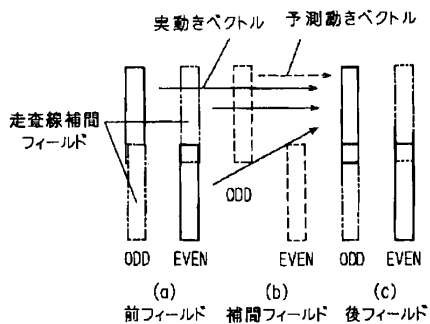 実動きベクトル
予測動きベクトル
走査線補間
フィールド
ODD
EVEN
ODD EVEN
ODD EVEN
(a) (b) (c)
前フィールド 補間フィールド 後フィールド